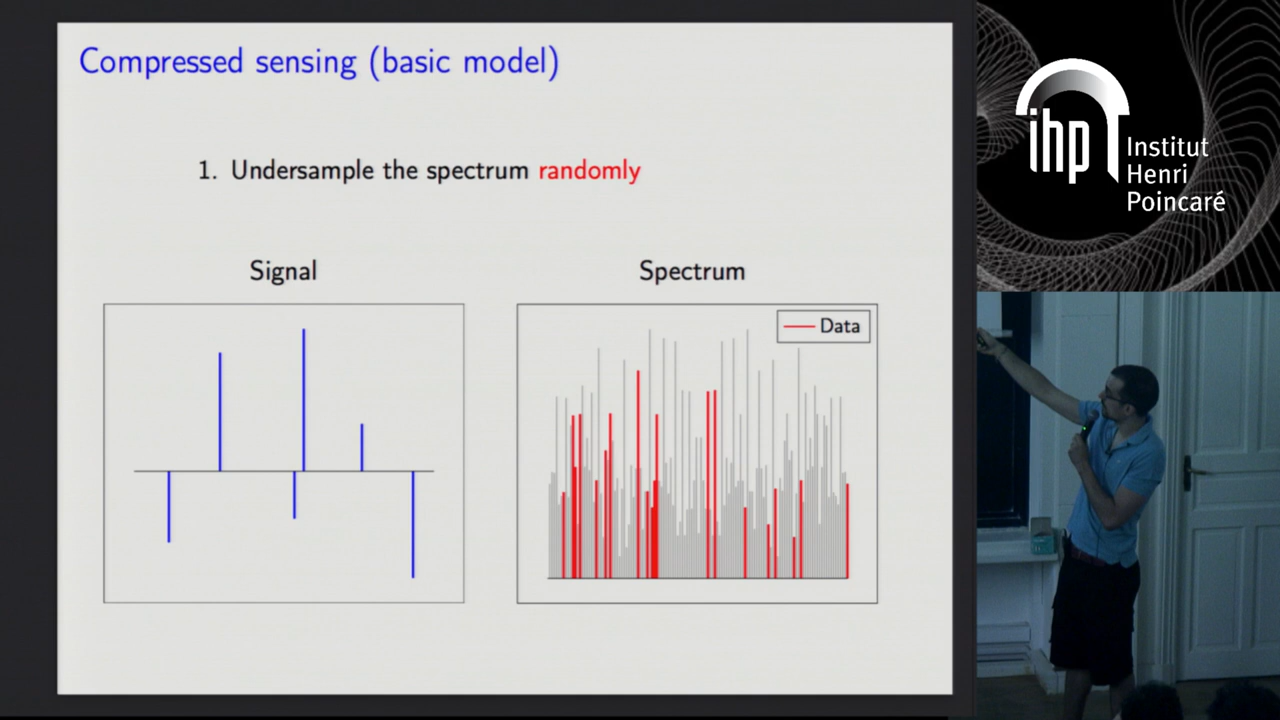 Compressed sensing (basic model)
1. Undersample the spectrum randomly
Signal
Spectrum
Data
ihp
Institut
Henri
Poincaré